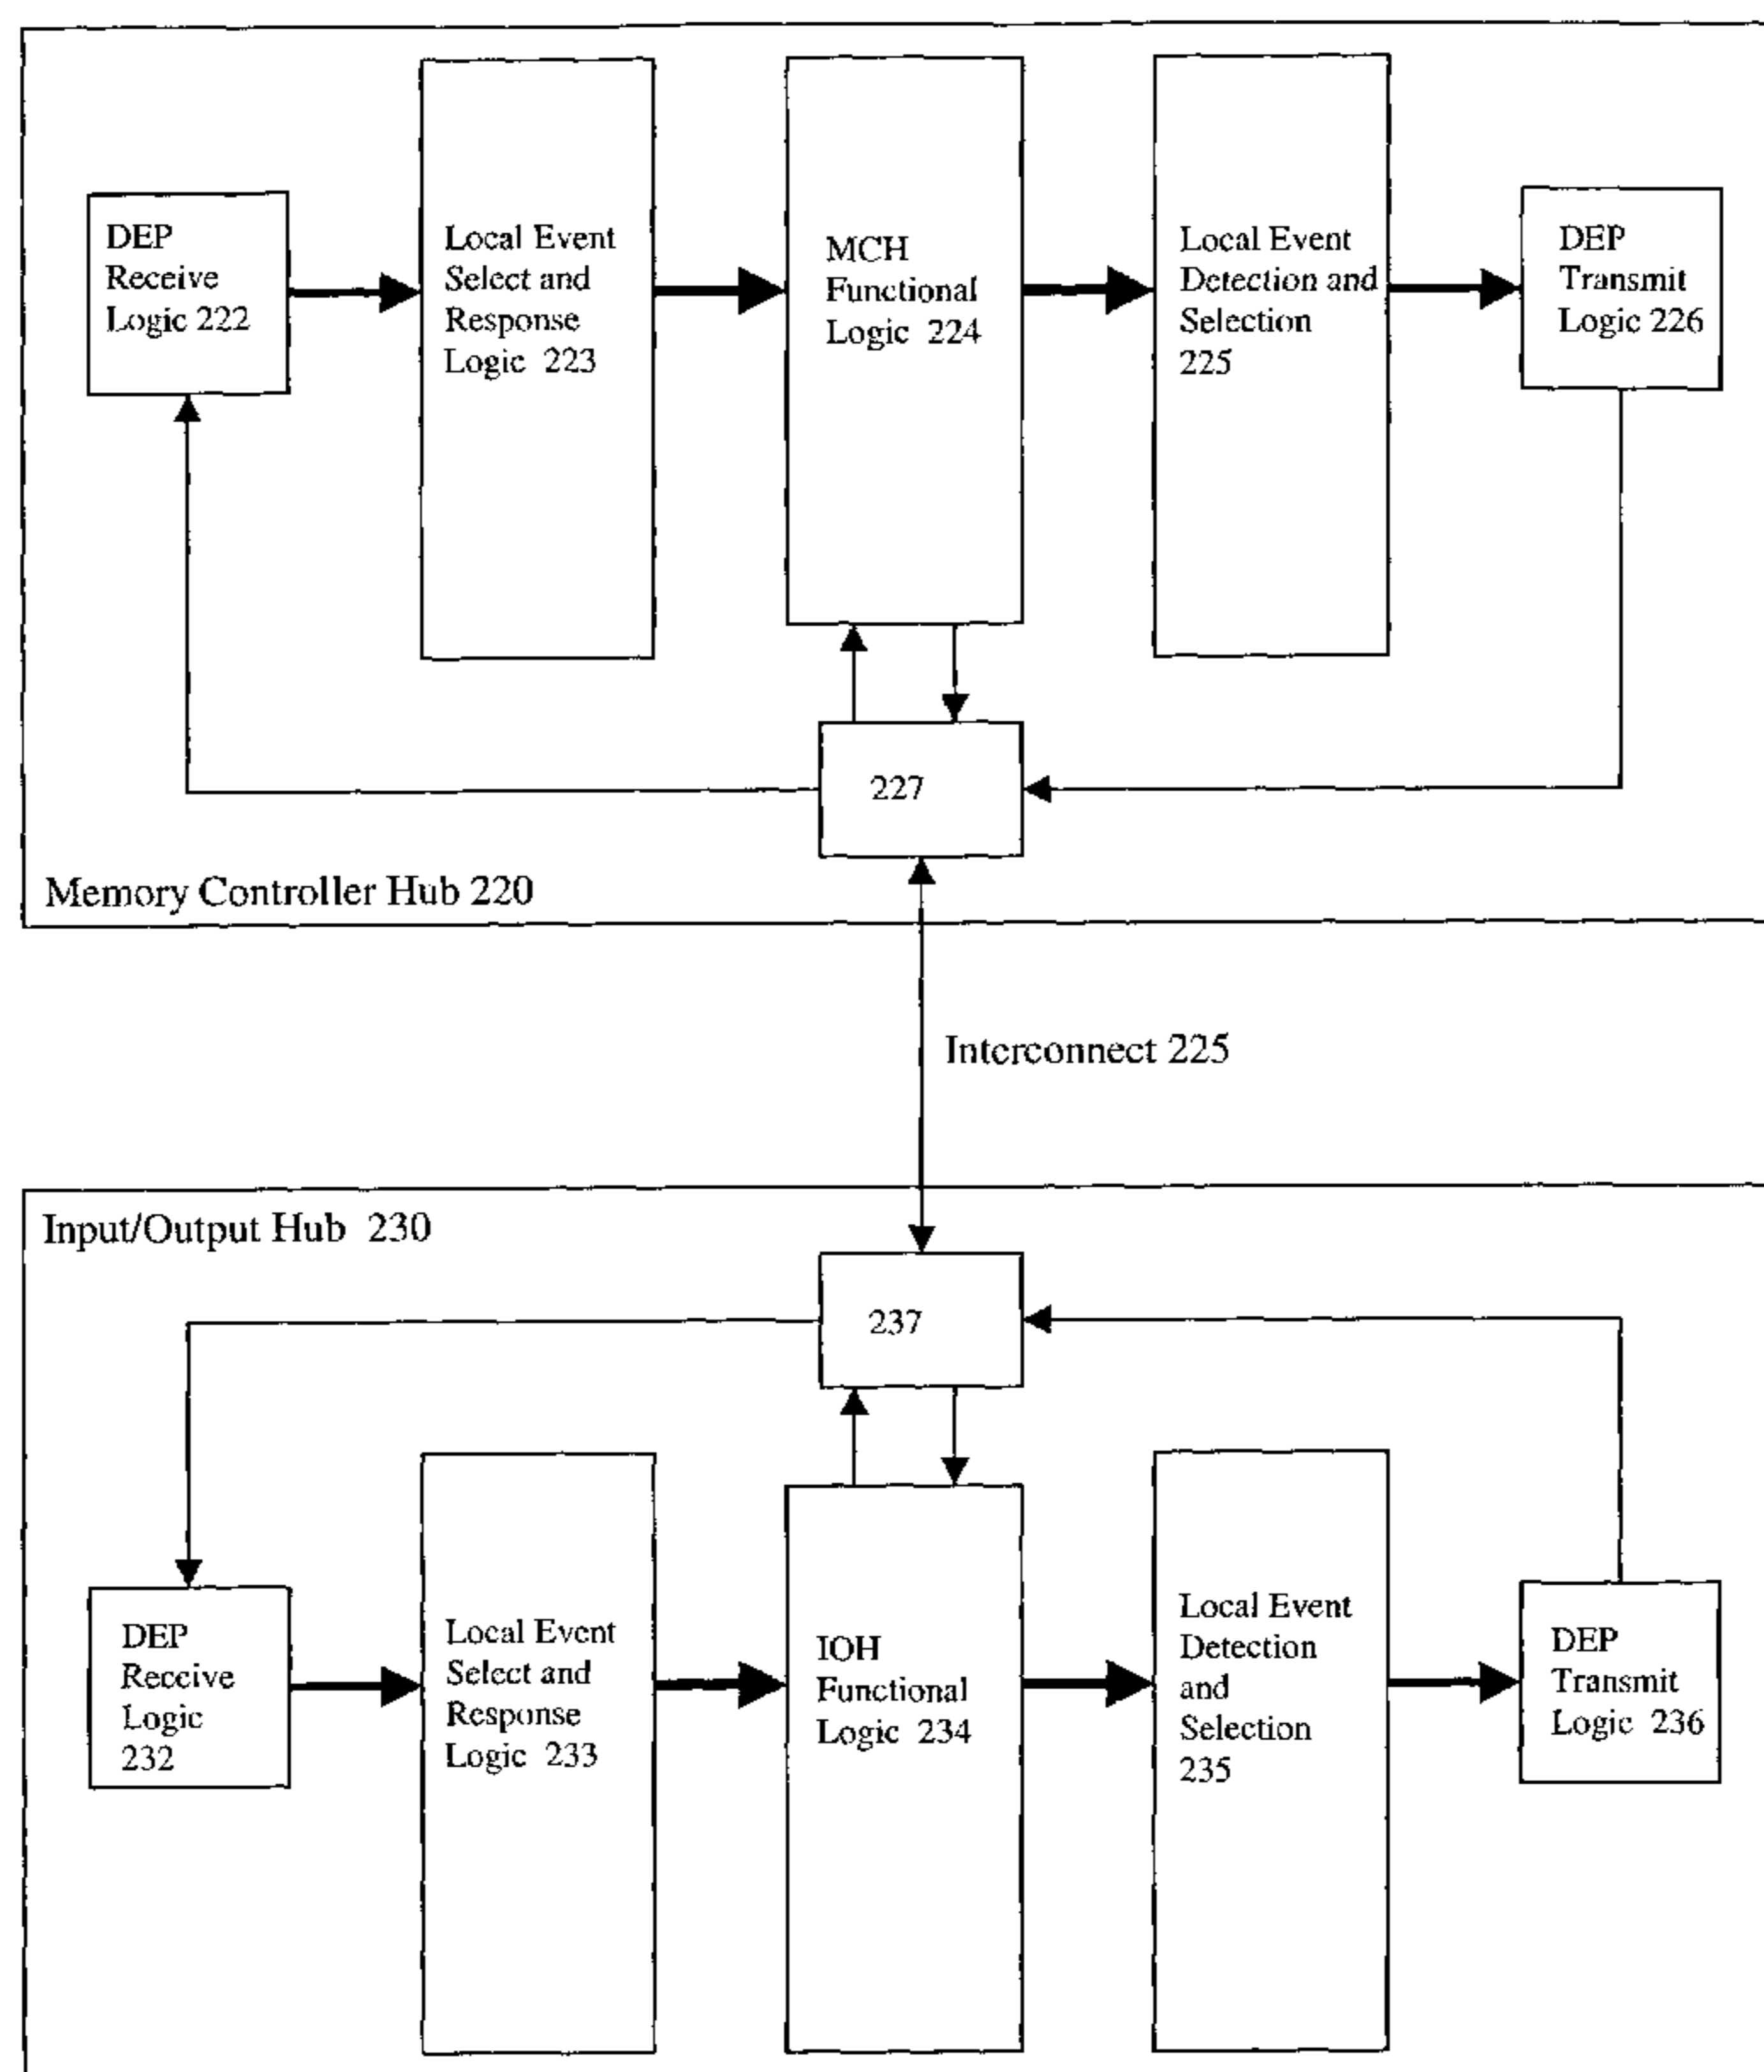 DEP
Receive
Logic 222
Local Event
Select and
Response
Logic 223
MCH
Functional
Logic 224
Local Event
Detection and
Selection
225
DEP
Transmit
Logic 226
227
Memory Controller Hub 220
Interconnect 225
Input/Output Hub 230
237
DEP
Receive
Logic
232
Local Event
Select and
Response
Logic 233
IOH
Functional
Logic 234
Local Event
Detection
and
Selection
235
DEP
Transmit
Logic 236